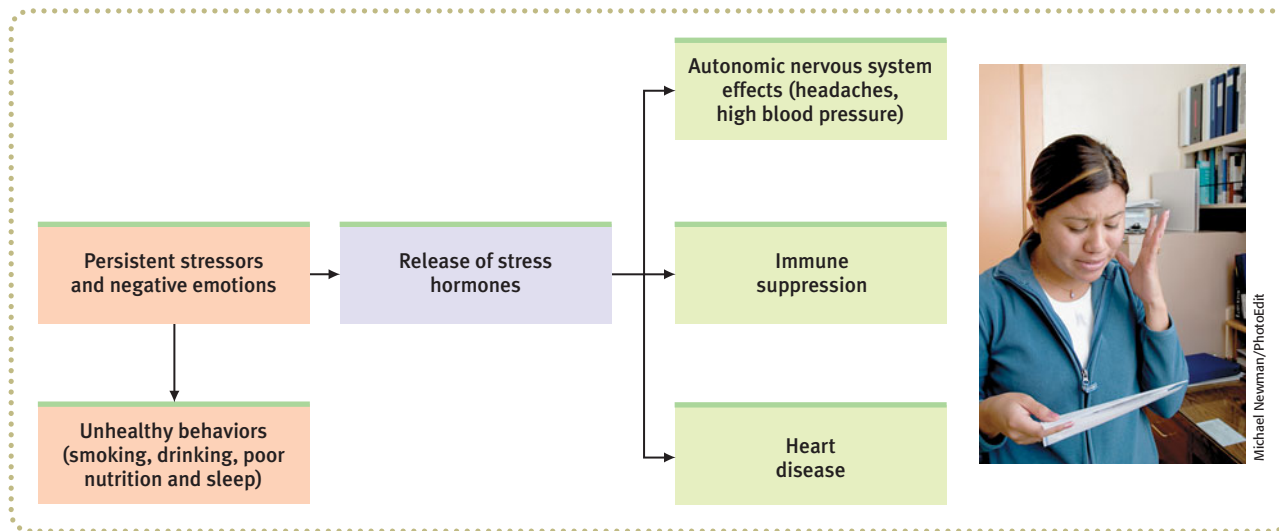 Persistent stressors
and negative emotions
Unhealthy behaviors
(smoking, drinking, poor
nutrition and sleep)
Release of stress
hormones
Autonomic nervous system
effects (headaches,
high blood pressure)
Immune
suppression
Heart
disease
Michael Newman/PhotoEdit